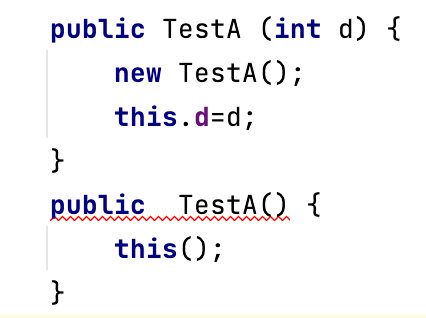 public TestA (int d) {
new TestA();
this.d=d;
}
public  TestA() {
this();
}